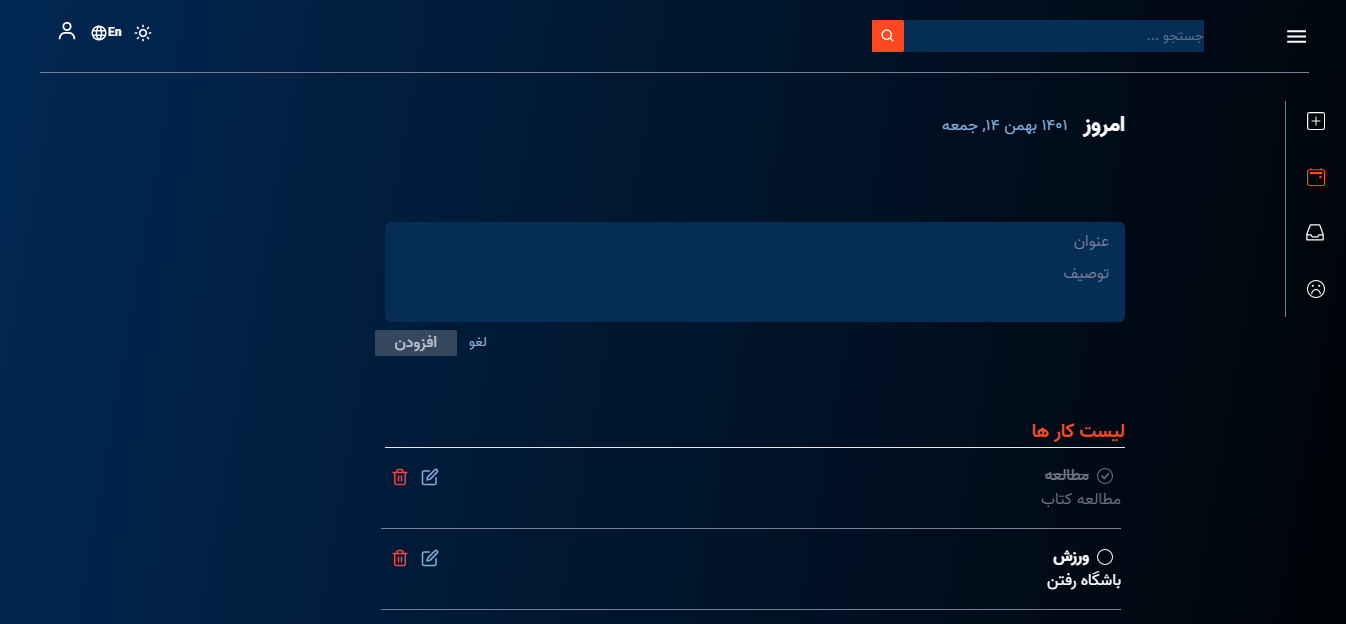 جستجو ...
En
امروز
۱۴۰۱ بهمن ۱۴, جمعه
عنوان
توصیف
لغو
افزودن
لیست کار ها
مطالعه
مطالعه کتاب
ورزش
باشگاه رفتن